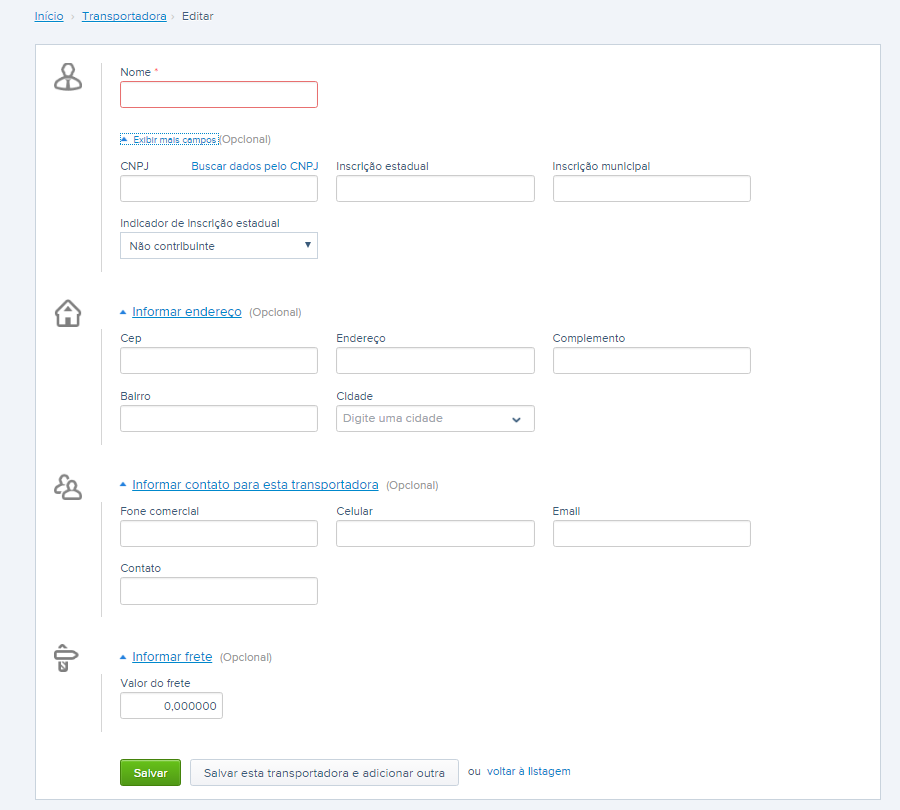 Início › Transportadora › Editar
Nome *
Exibir mais campos (Opcional)
CNPJ Buscar dados pelo CNPJ Inscrição estadual Inscrição municipal
Indicador de inscrição estadual
Não contribuinte
Informar endereço (Opcional)
Cep Endereço Complemento
Bairro Cidade
Digite uma cidade
Informar contato para esta transportadora (Opcional)
Fone comercial Celular Email
Contato
Informar frete (Opcional)
Valor do frete
0,000000
Salvar Salvar esta transportadora e adicionar outra ou voltar à listagem